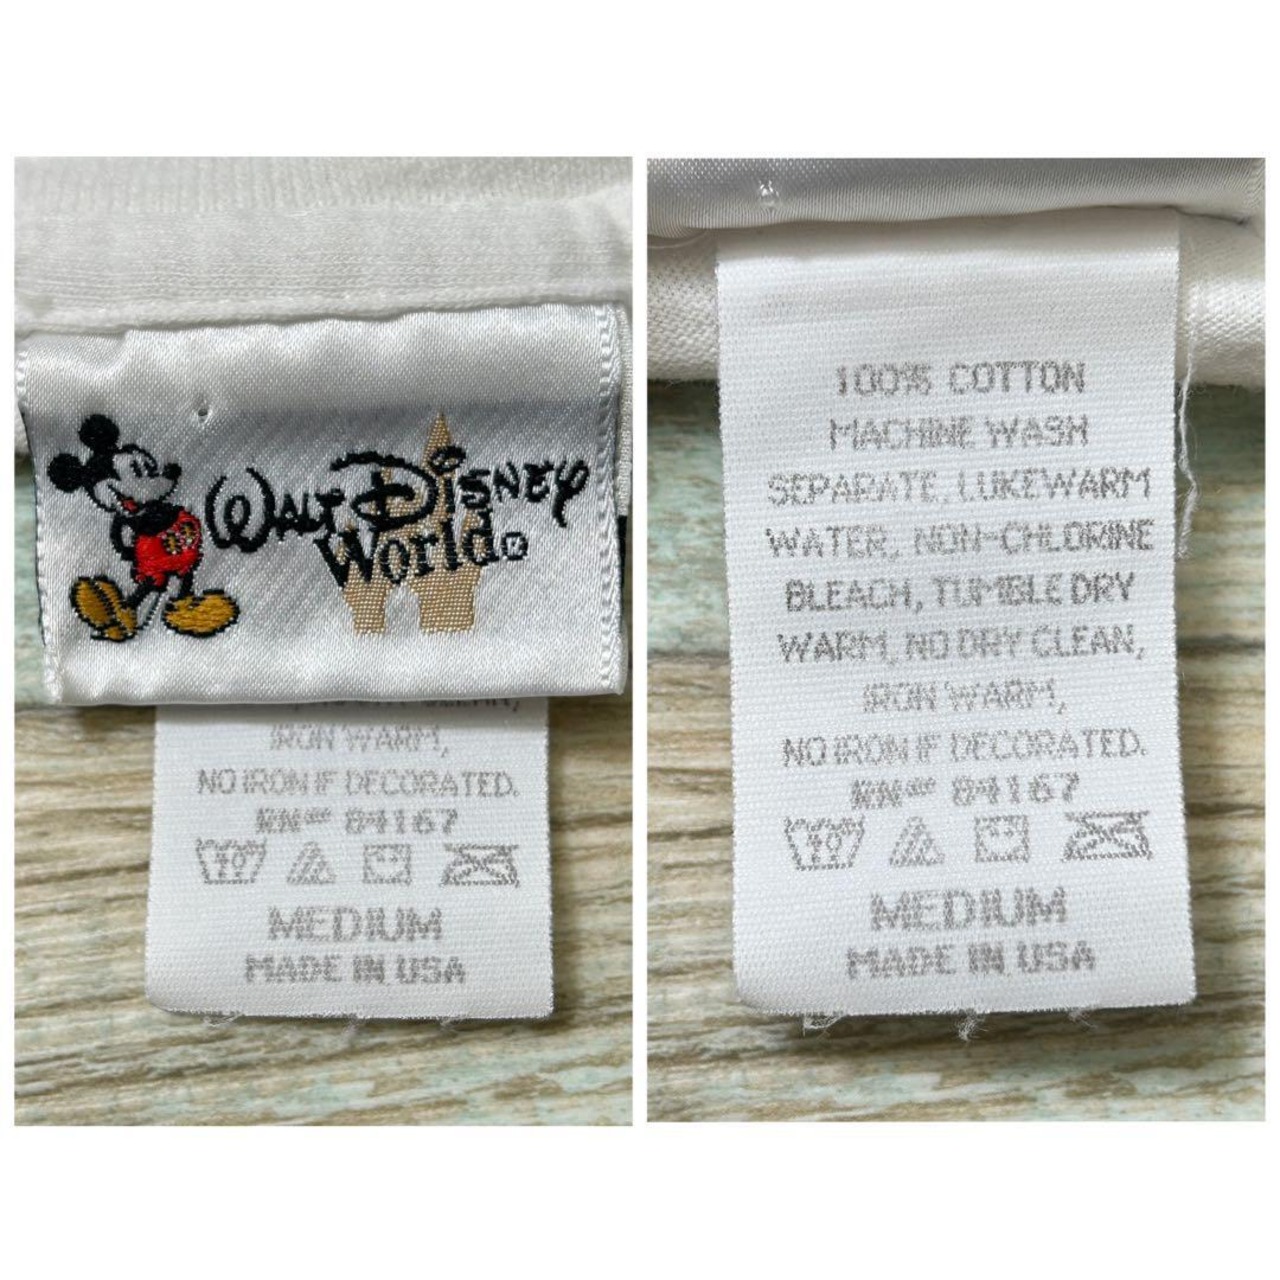 WALT DISNEY
World®
IRON WARM,
NO IRON IF DECORATED.
RN# 84167
40
MEDIUM
MADE IN USA
100% COTTON
MACHINE WASH
SEPARATE, LUKEWARM
WATER, NON-CHLORINE
BLEACH, TUMBLE DRY
WARM, NO DRY CLEAN,
IRON WARM,
NO IRON IF DECORATED.
RN# 84167
40
MEDIUM
MADE IN USA